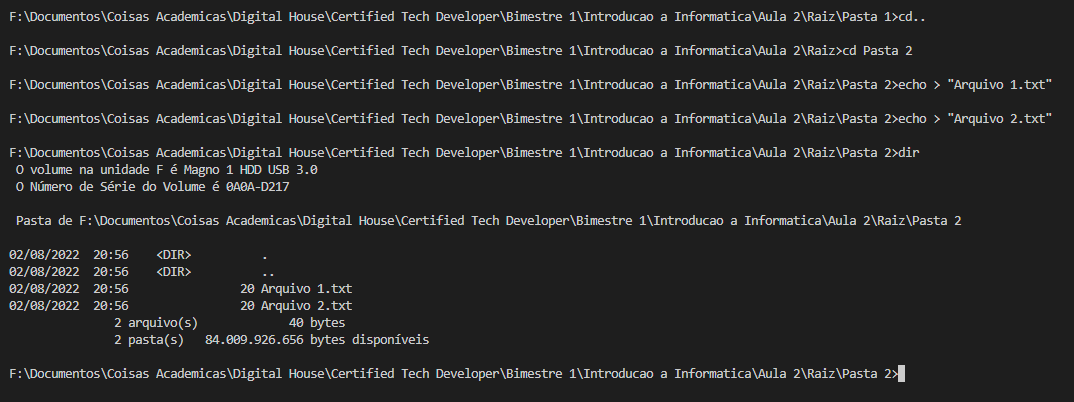 F:\Documentos\Coisas Academicas\Digital House\Certified Tech Developer\Bimestre 1\Introducao a Informatica\Aula 2\Raiz\Pasta 1>cd..
F:\Documentos\Coisas Academicas\Digital House\Certified Tech Developer\Bimestre 1\Introducao a Informatica\Aula 2\Raiz>cd Pasta 2
F:\Documentos\Coisas Academicas\Digital House\Certified Tech Developer\Bimestre 1\Introducao a Informatica\Aula 2\Raiz\Pasta 2>echo > "Arquivo 1.txt"
F:\Documentos\Coisas Academicas\Digital House\Certified Tech Developer\Bimestre 1\Introducao a Informatica\Aula 2\Raiz\Pasta 2>echo > "Arquivo 2.txt"
F:\Documentos\Coisas Academicas\Digital House\Certified Tech Developer\Bimestre 1\Introducao a Informatica\Aula 2\Raiz\Pasta 2>dir
 O volume na unidade F é Magno 1 HDD USB 3.0
 O Número de Série do Volume é 0A0A-D217
 Pasta de F:\Documentos\Coisas Academicas\Digital House\Certified Tech Developer\Bimestre 1\Introducao a Informatica\Aula 2\Raiz\Pasta 2
02/08/2022  20:56    <DIR>          .
02/08/2022  20:56    <DIR>          ..
02/08/2022  20:56                20 Arquivo 1.txt
02/08/2022  20:56                20 Arquivo 2.txt
               2 arquivo(s)             40 bytes
               2 pasta(s)   84.009.926.656 bytes disponíveis
F:\Documentos\Coisas Academicas\Digital House\Certified Tech Developer\Bimestre 1\Introducao a Informatica\Aula 2\Raiz\Pasta 2>